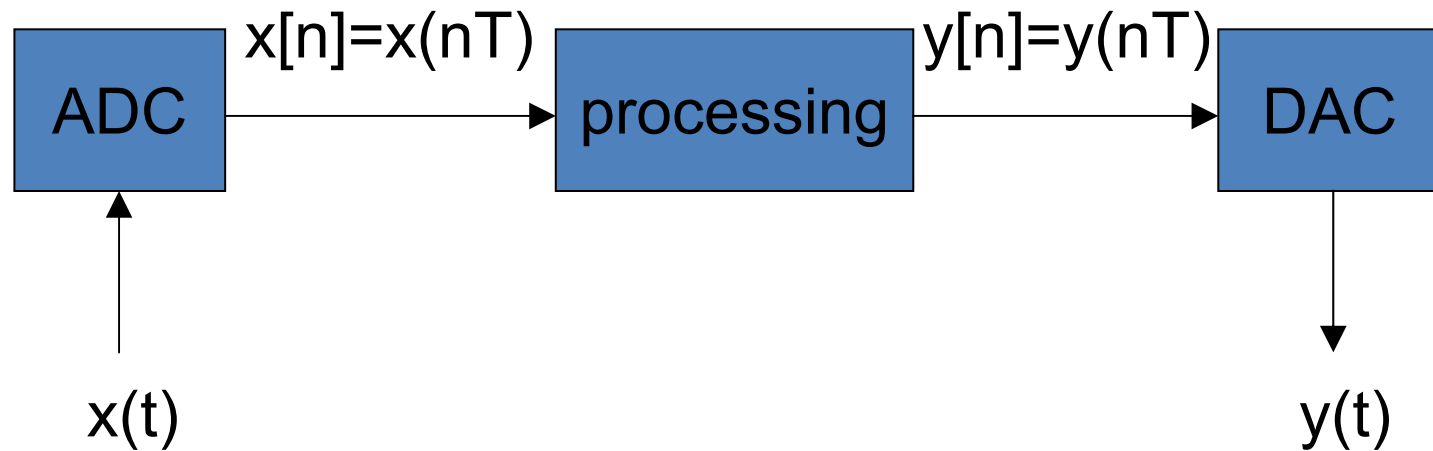 x[n]=x(nT)
y[n]=y(nT)
ADC
processing
DAC
x(t)
y(t)